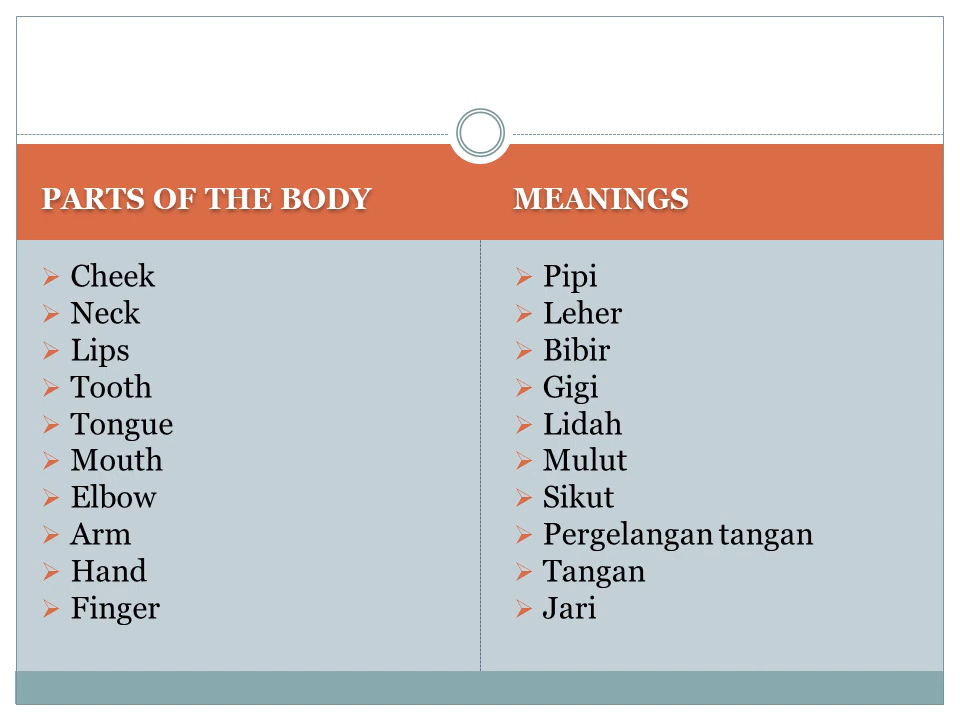 PARTS OF THE BODY
MEANINGS
Cheek
Neck
Lips
Tooth
Tongue
Mouth
Elbow
Arm
Hand
Finger
Pipi
Leher
Bibir
Gigi
Lidah
Mulut
Sikut
Pergelangan tangan
Tangan
Jari